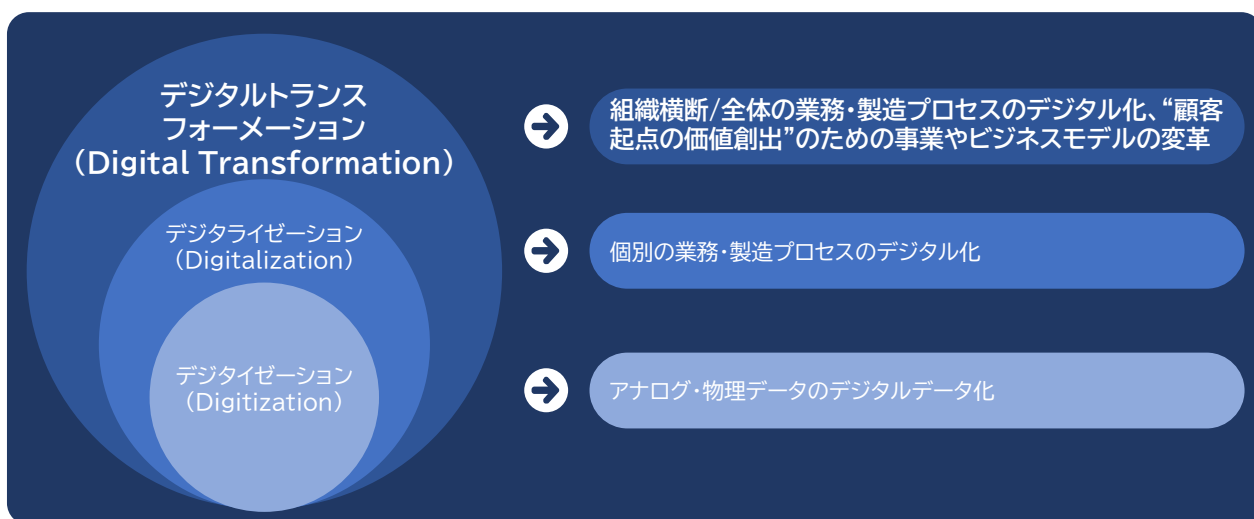 デジタルトランス
フォーメーション
（Digital Transformation）
組織横断/全体の業務・製造プロセスのデジタル化、“顧客
起点の価値創出”のための事業やビジネスモデルの変革
デジタライゼーション
（Digitalization）
個別の業務・製造プロセスのデジタル化
デジタイゼーション
（Digitization）
アナログ・物理データのデジタルデータ化